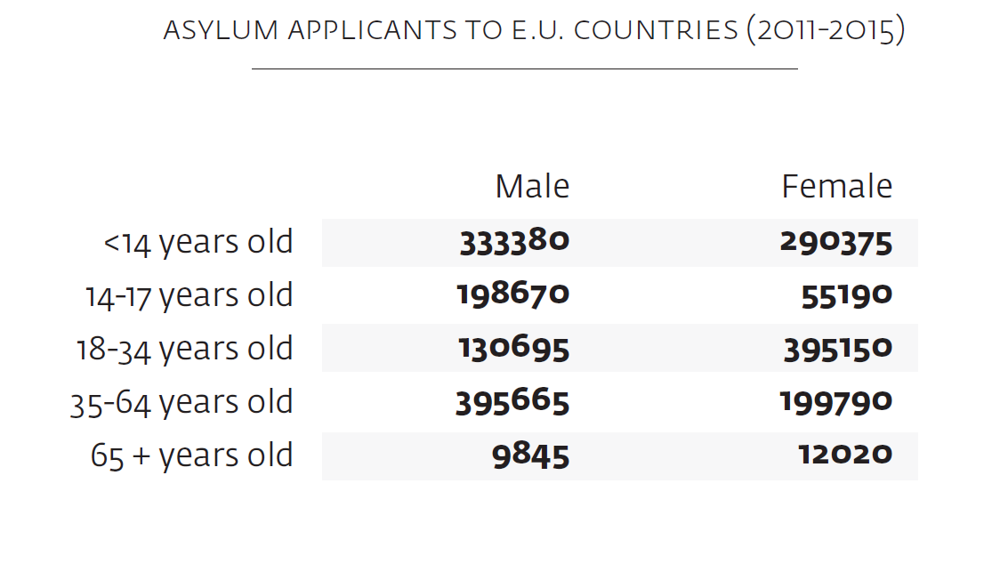 ASYLUM APPLICANTS TO E.U. COUNTRIES (2011-2015)
Male Female
<14 years old 333380 290375
14-17 years old 198670 55190
18-34 years old 130695 395150
35-64 years old 395665 199790
65 + years old 9845 12020